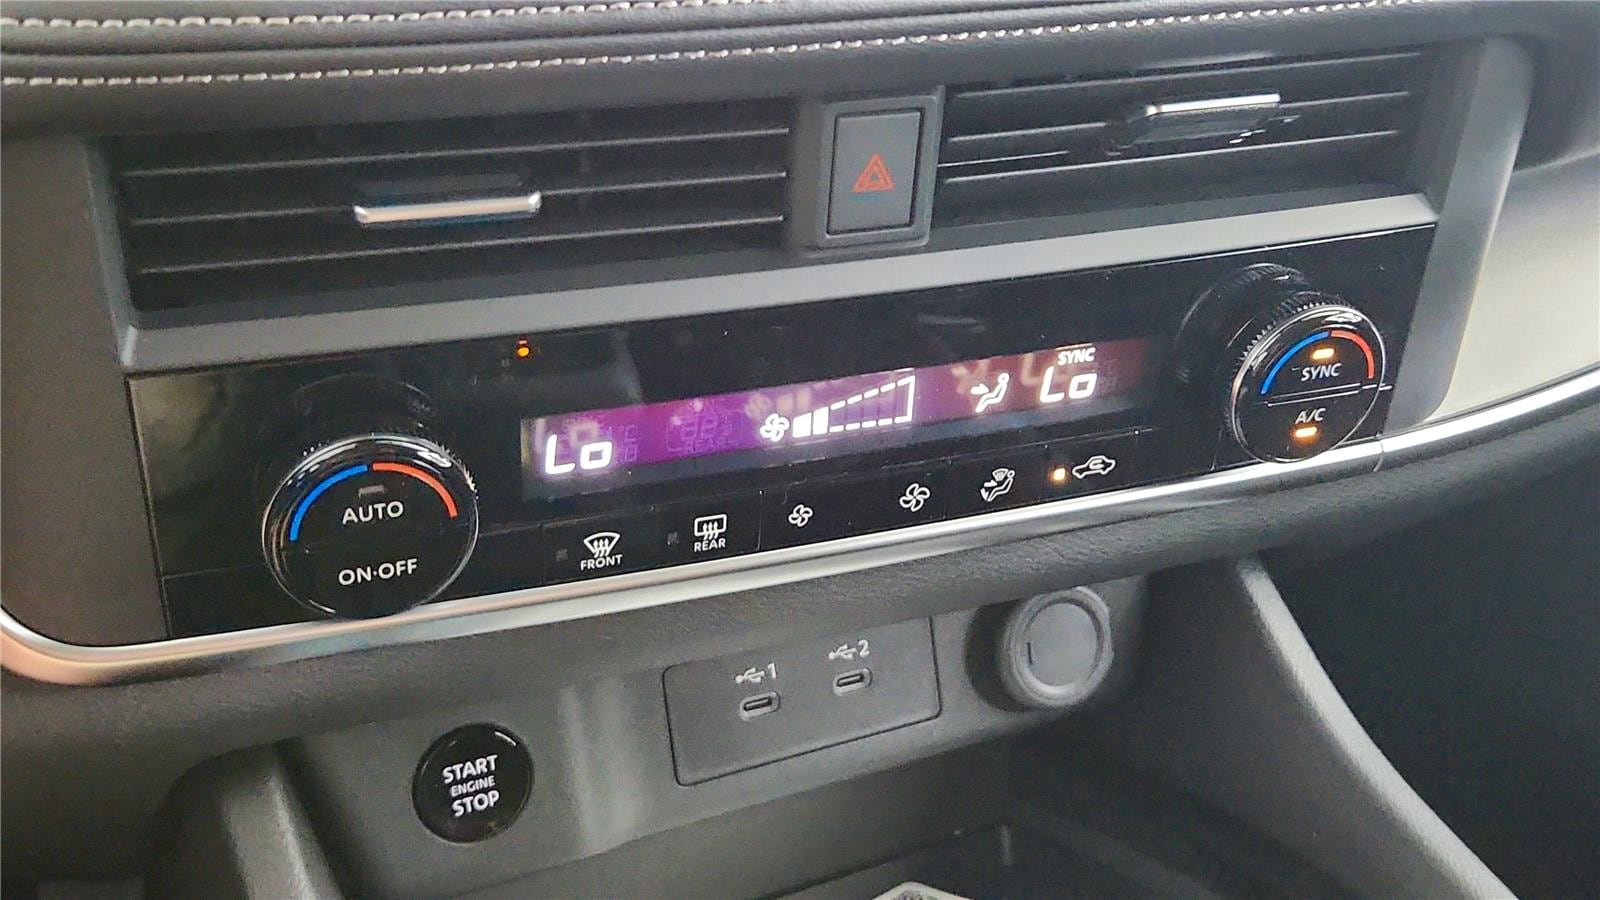 SYNC
Lo
Lo
SYNC
A/C
AUTO
ON·OFF
FRONT
REAR
1
2
START
ENGINE
STOP